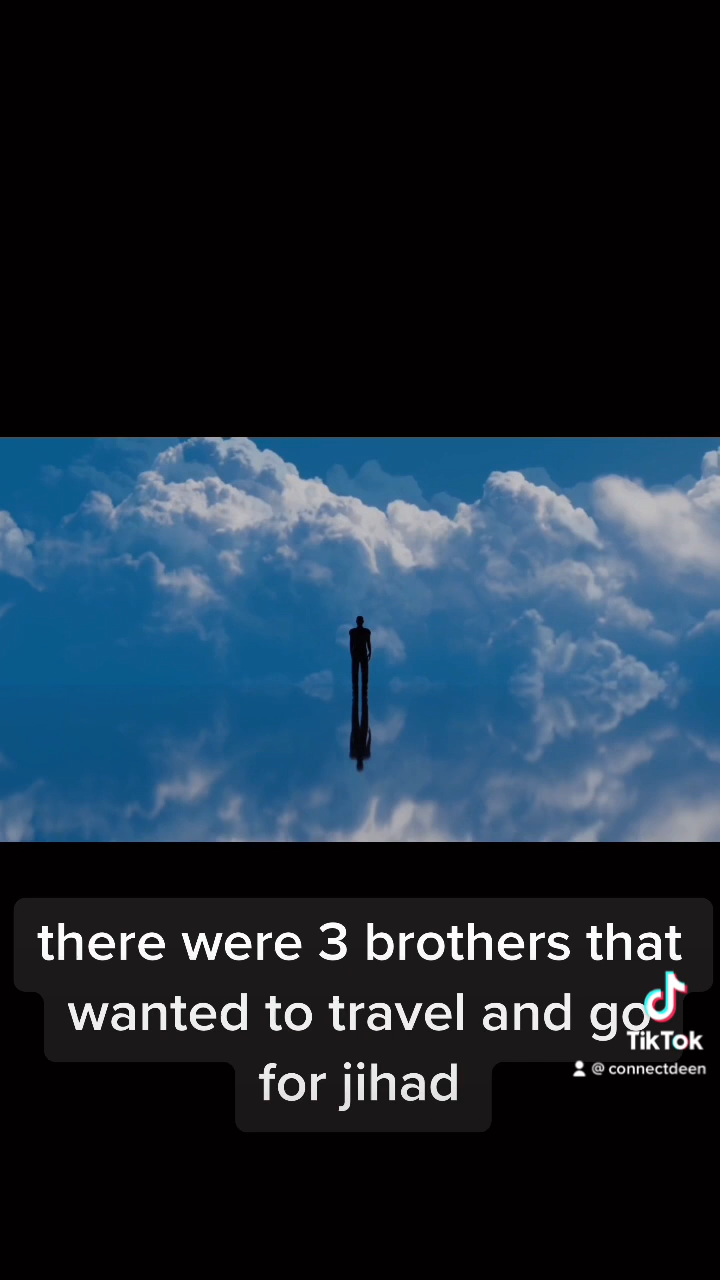 there were 3 brothers that
wanted to travel and go
for jihad
TikTok
@ connectdeen